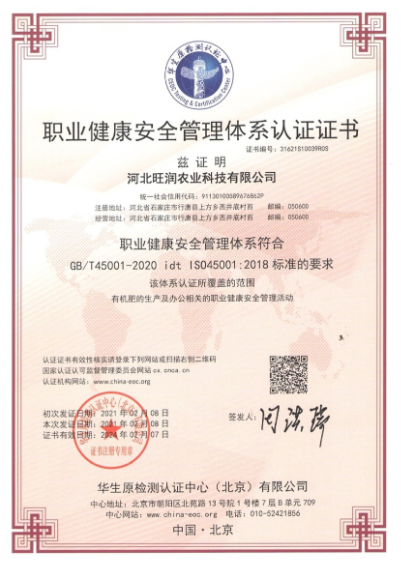 华生原检测认证中心
CEOC Testing & Certification Center
职业健康安全管理体系认证证书
证书编号：31621S10039R0S
兹证明
河北旺润农业科技有限公司
统一社会信用代码：91130100089676862P
注册地址：河北省石家庄市行唐县上方乡西井底村西 邮编：050600
经营地址：河北省石家庄市行唐县上方乡西井底村西 邮编：050600
职业健康安全管理体系符合
GB/T45001-2020 idt ISO45001:2018 标准的要求
该体系认证所覆盖的范围
有机肥的生产及办公相关的职业健康安全管理活动
认证证书有效性核实请登录下列网站或扫描右侧二维码
国家认证认可监督管理委员会网站 cx.cnca.cn
认证机构网站：www.china-eoc.org
初次发证日期：2021 年 02 月 08 日
本次发证日期：2021 年 02 月 08 日
证书有效日期：2024 年 02 月 07 日
签发人：
证书注册专用章
华生原检测认证中心（北京）有限公司
中心地址：北京市朝阳区北苑路 13 号院 1 号楼 7 层 B 单元 709
中心网站：www.china-eoc.org 电话：010-52421856
中国·北京